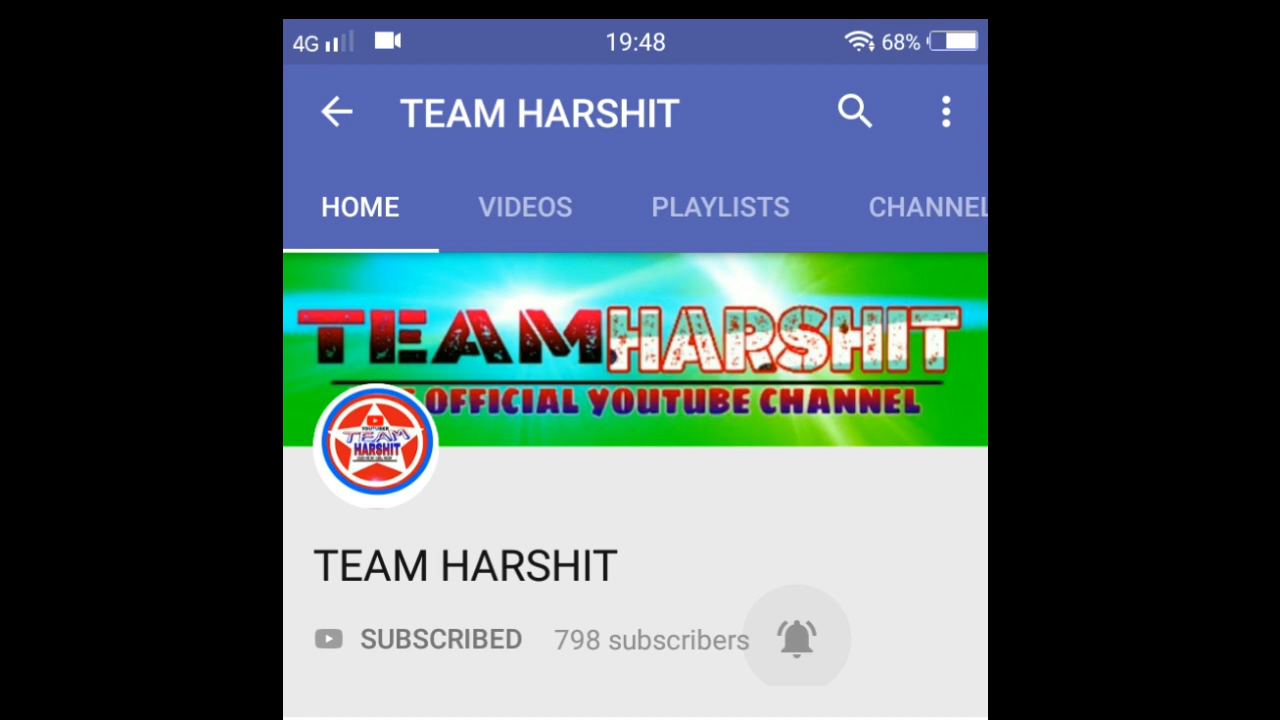 4G 19:48 68%
TEAM HARSHIT
HOME VIDEOS PLAYLISTS CHANNEL
TEAM HARSHIT
OFFICIAL YOUTUBE CHANNEL
YOUTUBER
TEAM
HARSHIT
TEAM HARSHIT
SUBSCRIBED 798 subscribers